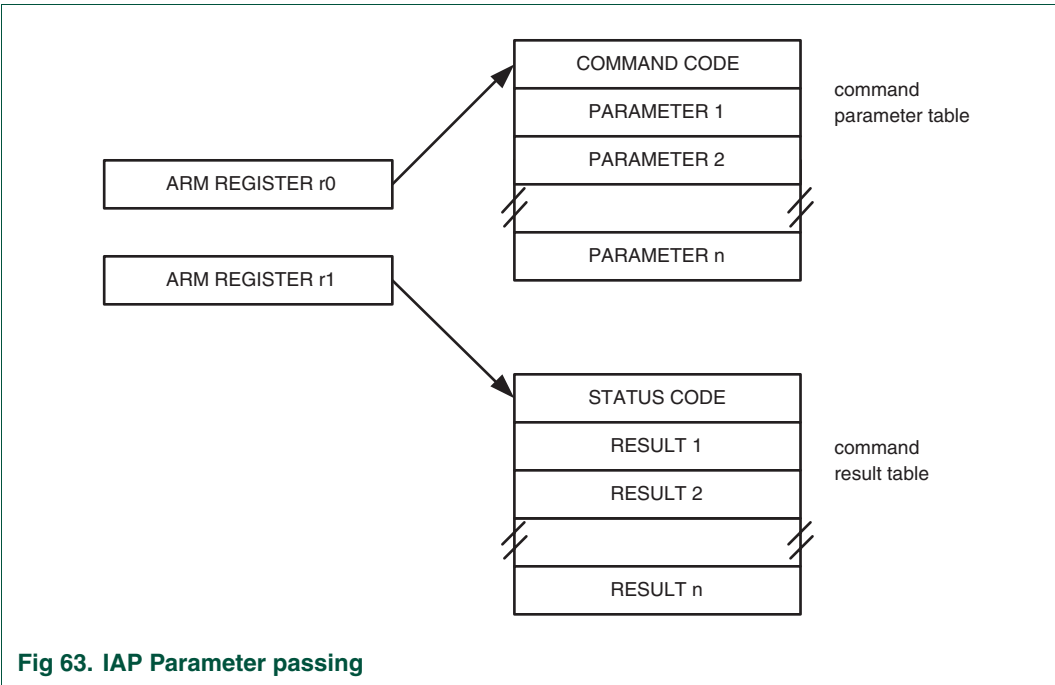 COMMAND CODE
PARAMETER 1
PARAMETER 2
PARAMETER n
command
parameter table
ARM REGISTER r0
ARM REGISTER r1
STATUS CODE
RESULT 1
RESULT 2
RESULT n
command
result table
Fig 63. IAP Parameter passing